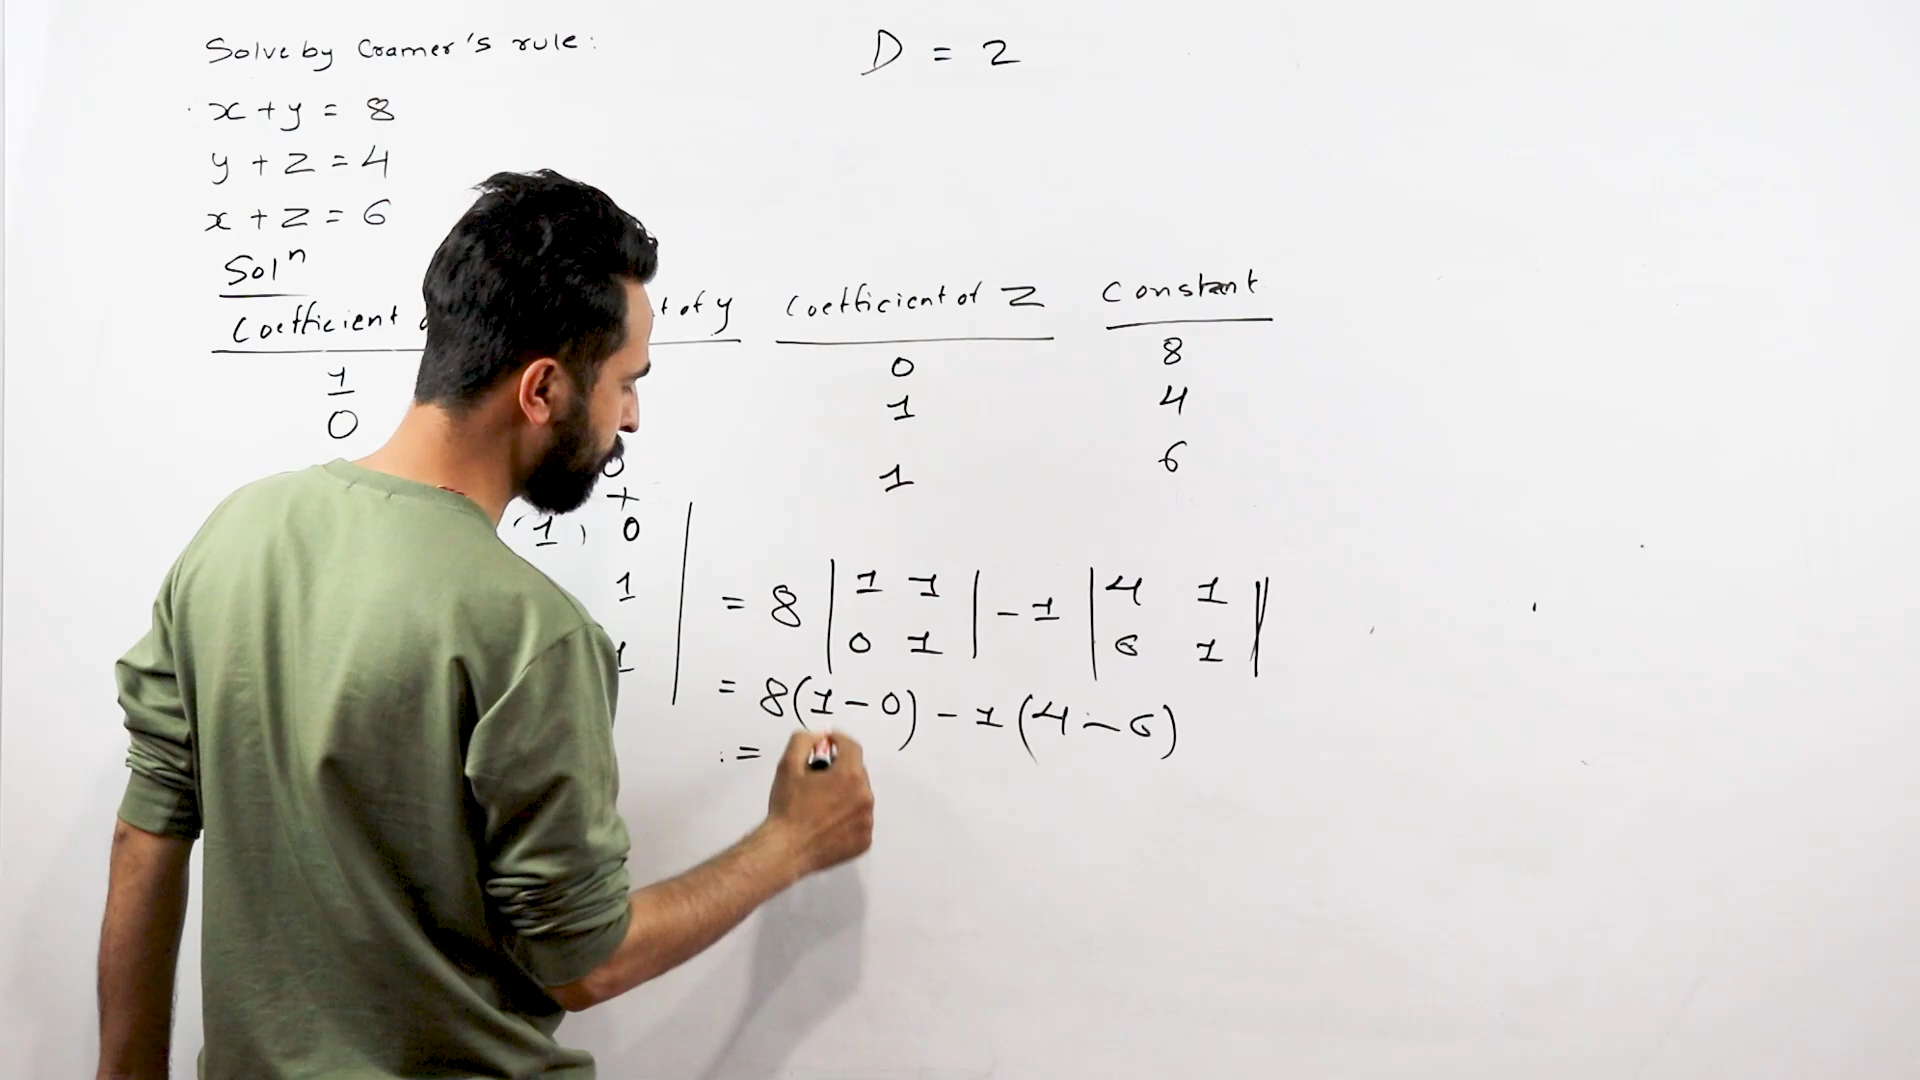 Solve by Cramer's rule:
D = 2
x + y = 8
y + z = 4
x + z = 6
Solⁿ
Coefficient of y Coefficient of z Constant
1 0 8
0 1 4
0 1 6
+
1 0
1
1
= 8 | 1 1 | - 1 | 4 1 |
0 1 6 1
= 8(1-0) - 1(4-6)
=